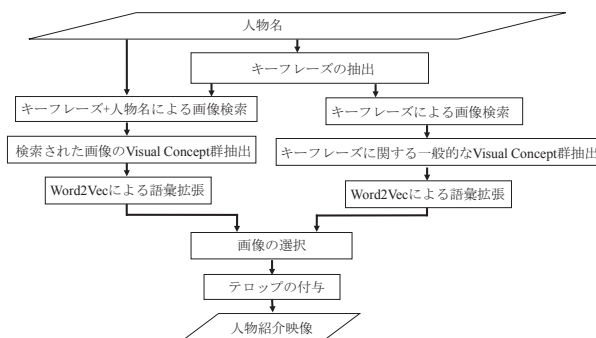 人物名
キーフレーズの抽出
キーフレーズ+人物名による画像検索
キーフレーズによる画像検索
検索された画像のVisual Concept群抽出
キーフレーズに関する一般的なVisual Concept群抽出
Word2Vecによる語彙拡張
Word2Vecによる語彙拡張
画像の選択
テロップの付与
人物紹介映像